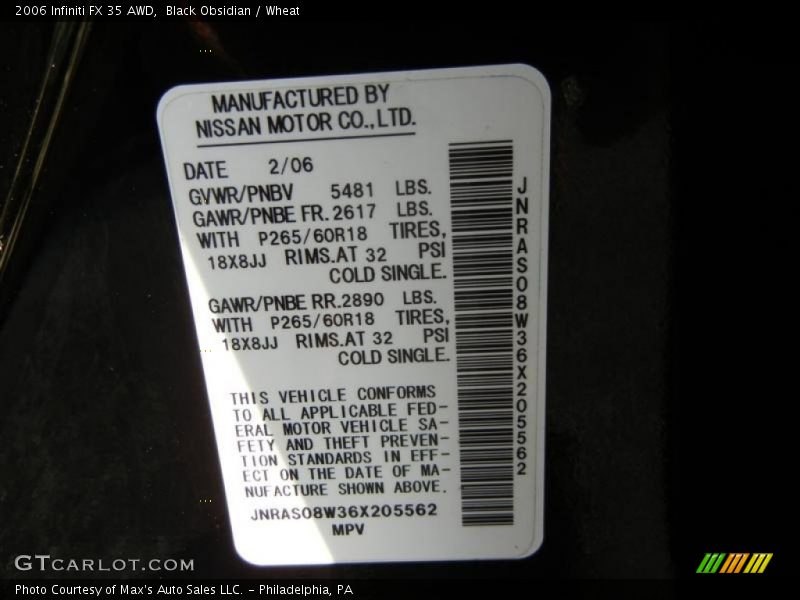 2006 Infiniti FX 35 AWD,  Black Obsidian / Wheat
MANUFACTURED BY
NISSAN MOTOR CO.,LTD.
DATE 2/06
GVWR/PNBV 5481 LBS.
GAWR/PNBE FR. 2617 LBS.
WITH P265/60R18 TIRES,
18X8JJ RIMS.AT 32 PSI
COLD SINGLE.
GAWR/PNBE RR.2890 LBS.
WITH P265/60R18 TIRES,
18X8JJ RIMS.AT 32 PSI
COLD SINGLE.
THIS VEHICLE CONFORMS
TO ALL APPLICABLE FED-
ERAL MOTOR VEHICLE SA-
FETY AND THEFT PREVEN-
TION STANDARDS IN EFF-
ECT ON THE DATE OF MA-
NUFACTURE SHOWN ABOVE.
JNRAS08W36X205562
MPV
JNRAS08W36X205562
GTCARLOT.COM
Photo Courtesy of Max's Auto Sales LLC. – Philadelphia, PA